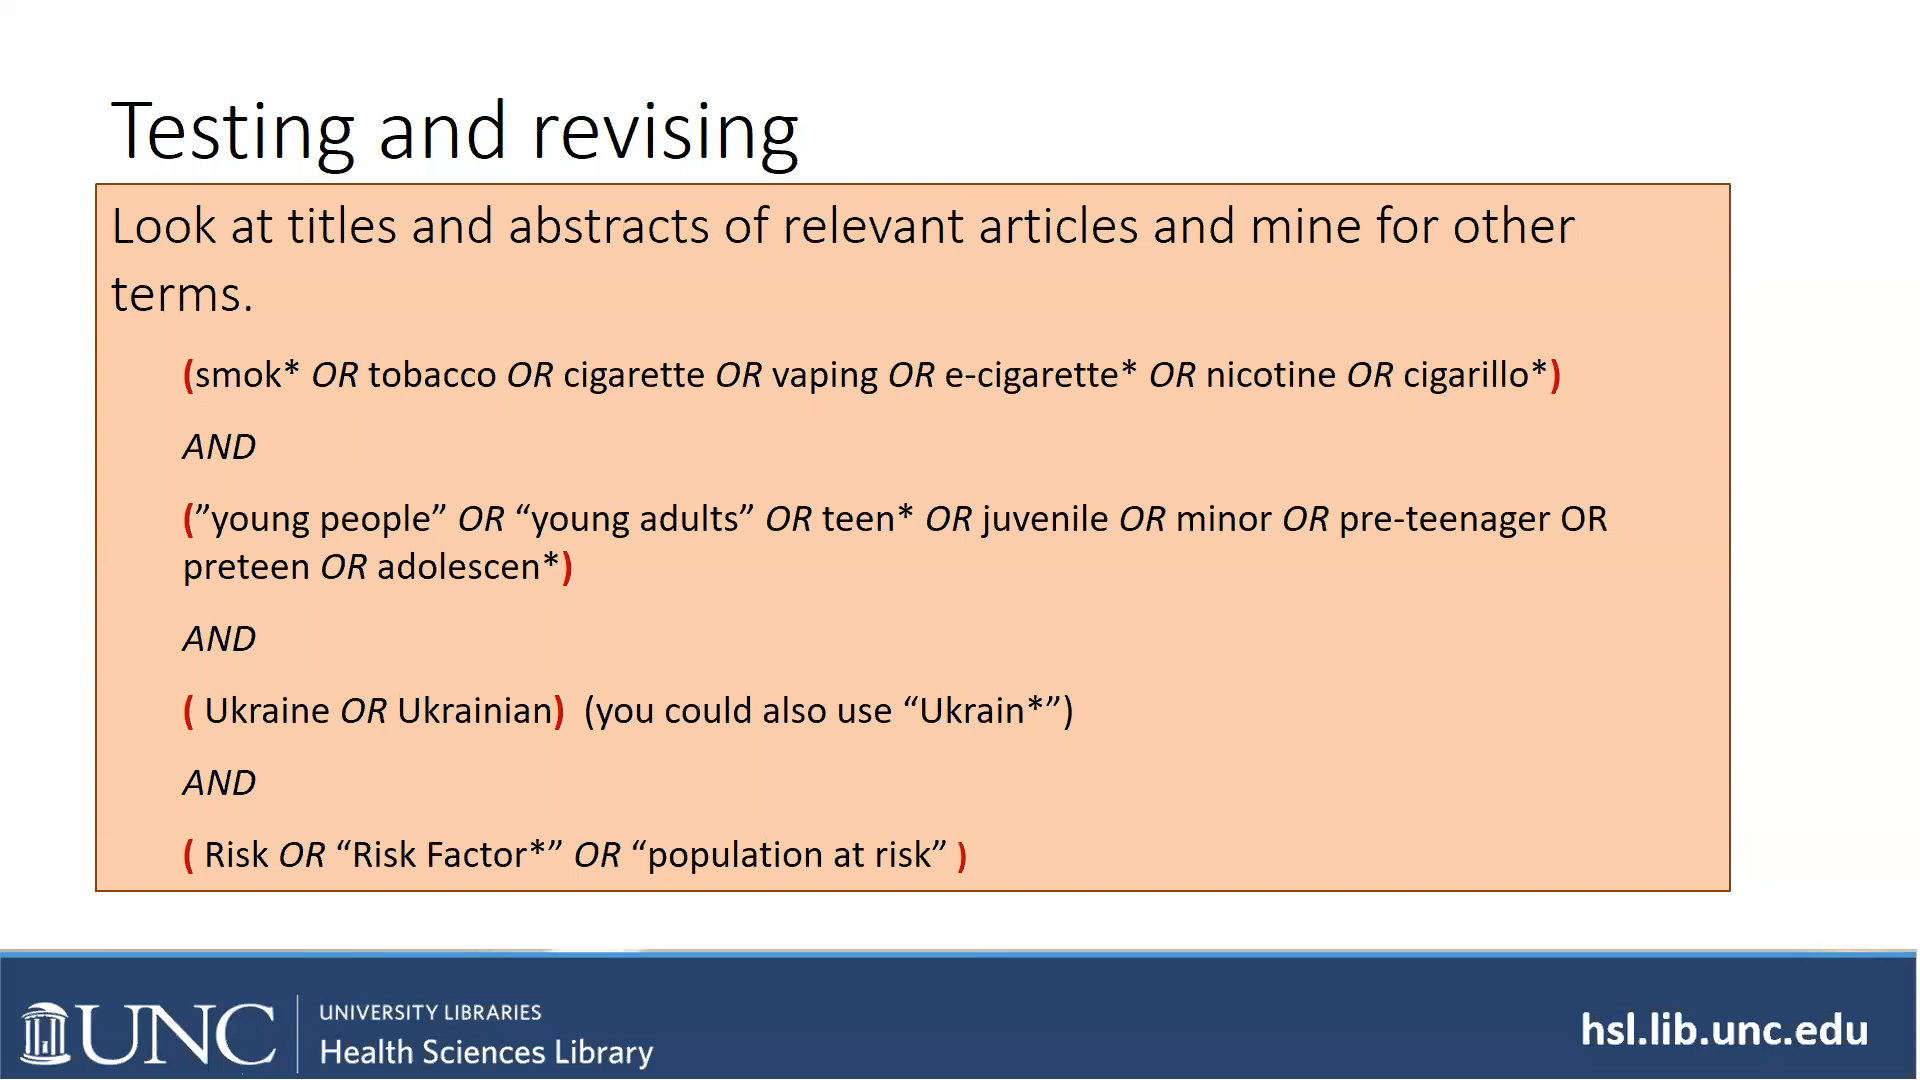 Testing and revising
Look at titles and abstracts of relevant articles and mine for other
terms.
(smok* OR tobacco OR cigarette OR vaping OR e-cigarette* OR nicotine OR cigarillo*)
AND
(”young people” OR “young adults” OR teen* OR juvenile OR minor OR pre-teenager OR
preteen OR adolescen*)
AND
( Ukraine OR Ukrainian)  (you could also use “Ukrain*”)
AND
( Risk OR “Risk Factor*” OR “population at risk” )
UNC
UNIVERSITY LIBRARIES
Health Sciences Library
hsl.lib.unc.edu